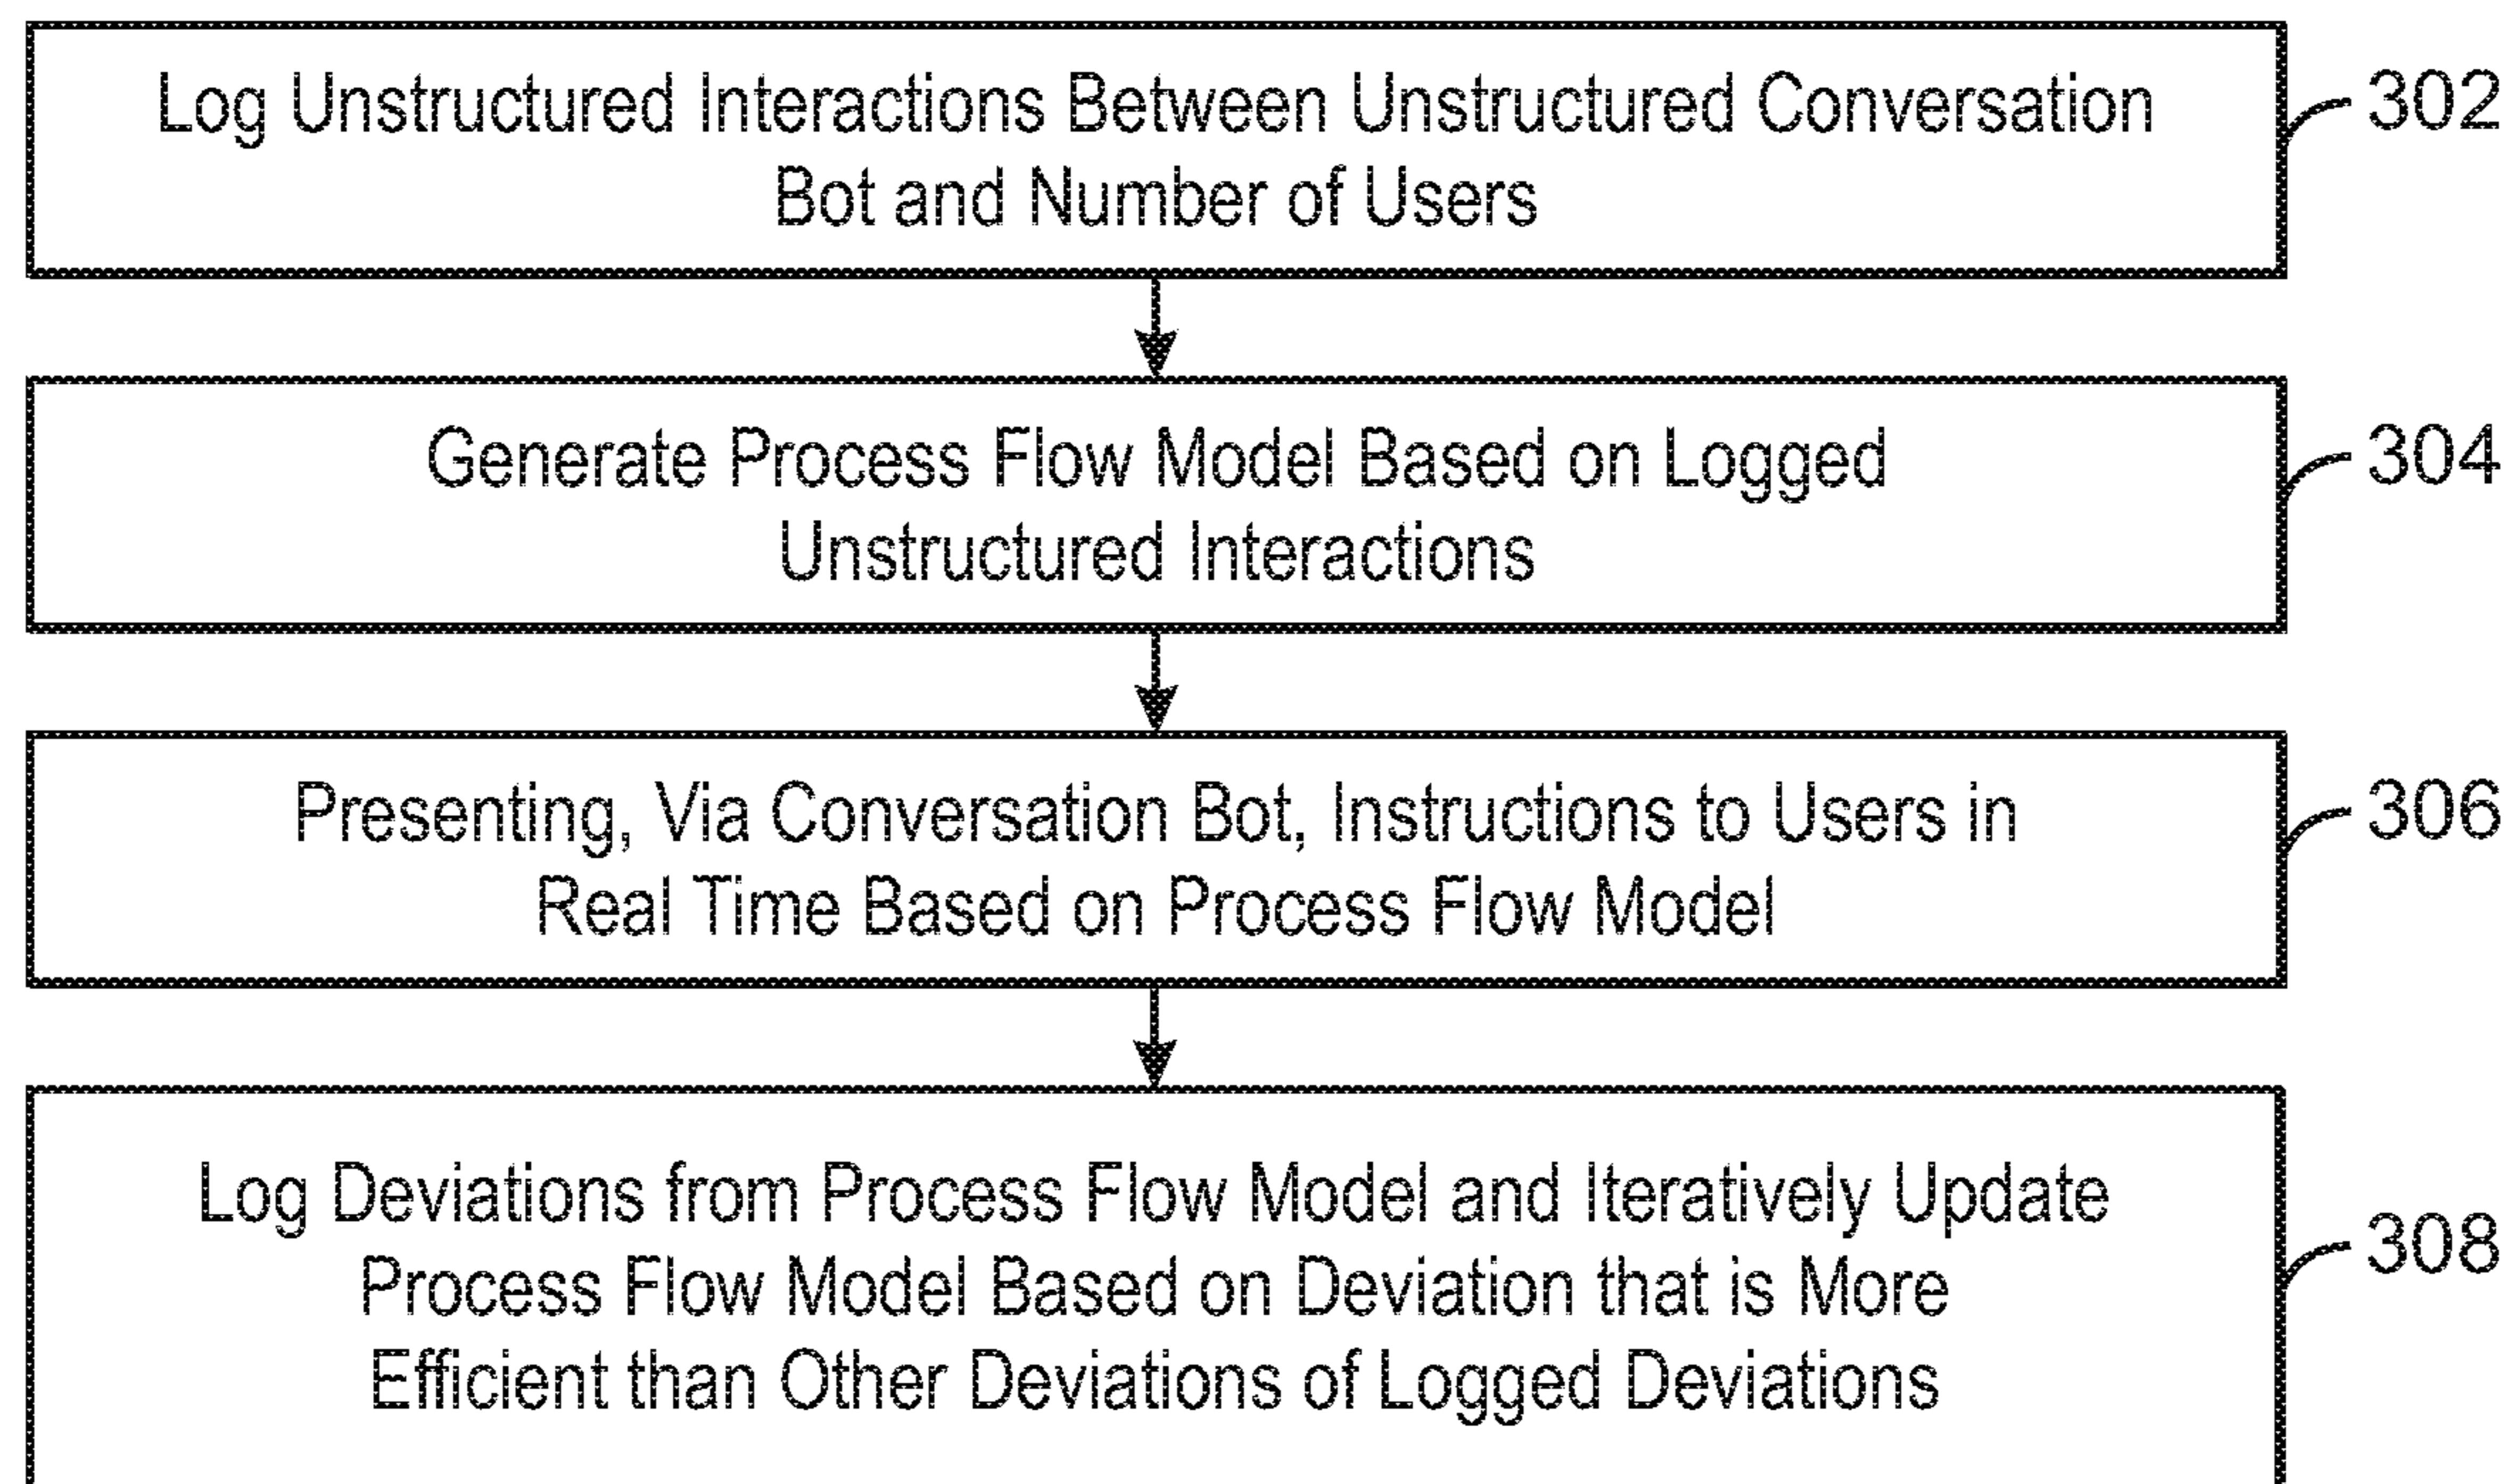 Log Unstructured Interactions Between Unstructured Conversation
Bot and Number of Users
302
Generate Process Flow Model Based on Logged
Unstructured Interactions
304
Presenting, Via Conversation Bot, Instructions to Users in
Real Time Based on Process Flow Model
306
Log Deviations from Process Flow Model and Iteratively Update
Process Flow Model Based on Deviation that is More
Efficient than Other Deviations of Logged Deviations
308